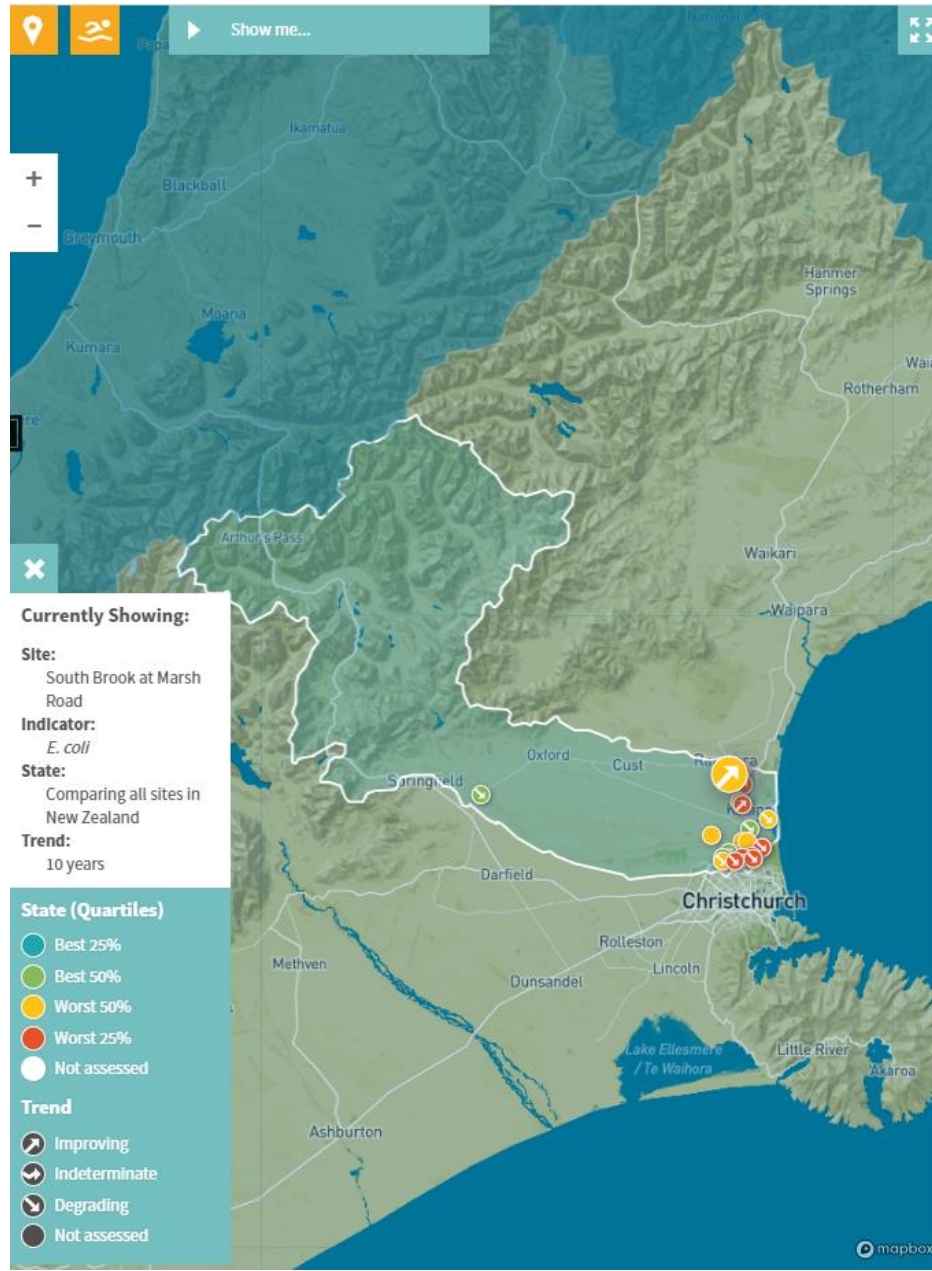 Show me...
National Park
Ikamatua
Blackball
+
−
Greymouth
Hanmer
Springs
Moana
Kumara
Rotherham
Arthur's Pass
Waikari
Waipara
Currently Showing:
Site:
South Brook at Marsh
Road
Indicator:
E. coli
State:
Comparing all sites in
New Zealand
Trend:
10 years
Oxford
Cust
Springfield
Darfield
Christchurch
State (Quartiles)
Best 25%
Best 50%
Worst 50%
Worst 25%
Not assessed
Rolleston
Methven
Lincoln
Dunsandel
Lake Ellesmere
/ Te Waihora
Little River
Akaroa
Trend
Improving
Indeterminate
Degrading
Not assessed
Ashburton
mapbox